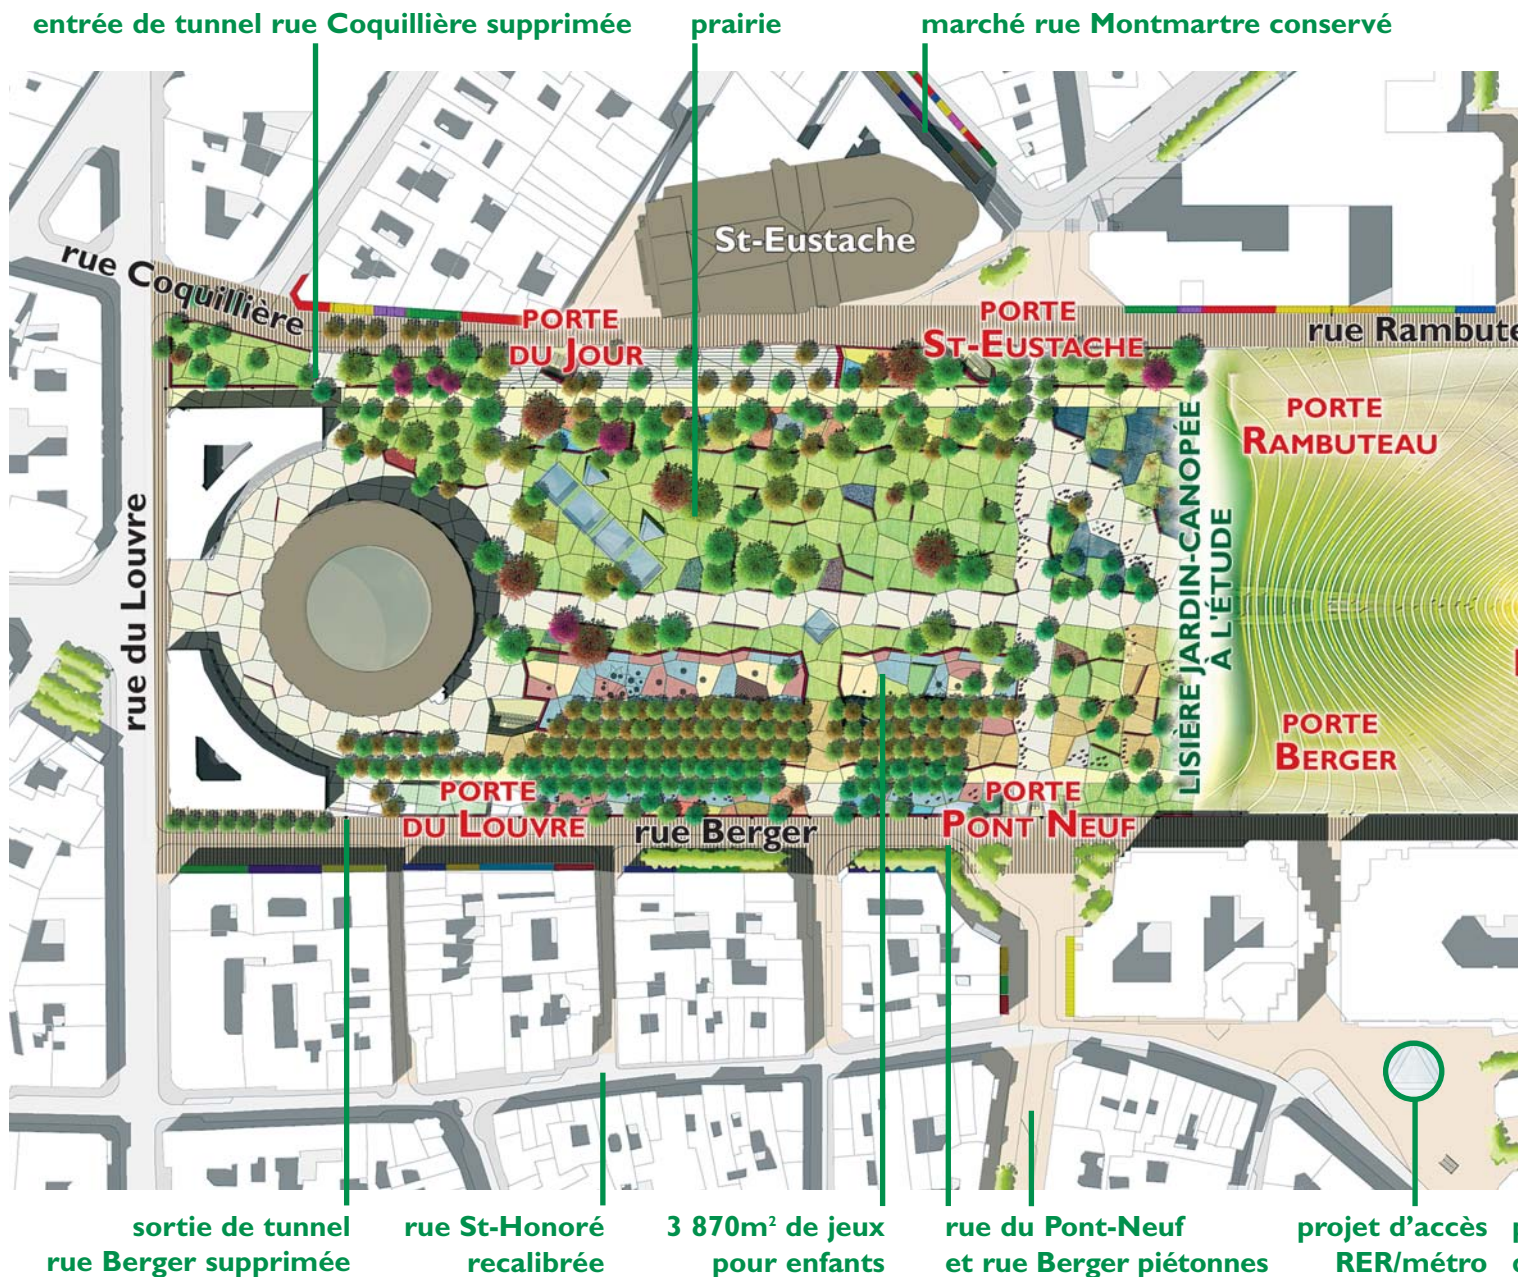 entrée de tunnel rue Coquillière supprimée
prairie
marché rue Montmartre conservé
St-Eustache
rue Coquillière
PORTE
DU JOUR
PORTE
ST-EUSTACHE
rue Rambute
PORTE
RAMBUTEAU
rue du Louvre
LISIÈRE JARDIN-CANOPÉE
À L'ÉTUDE
PORTE
BERGER
PORTE
DU LOUVRE
rue Berger
PORTE
PONT NEUF
sortie de tunnel
rue Berger supprimée
rue St-Honoré
recalibrée
3 870m² de jeux
pour enfants
rue du Pont-Neuf
et rue Berger piétonnes
projet d'accès
RER/métro